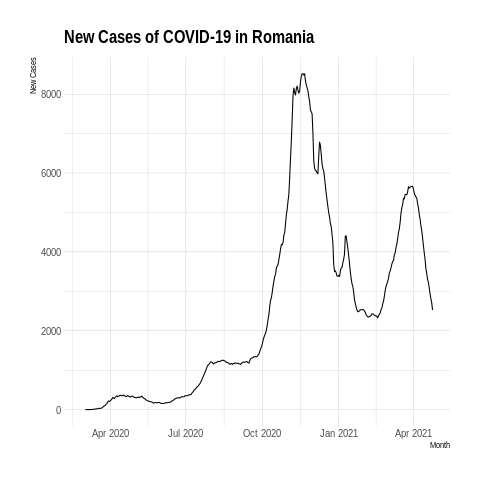 New Cases of COVID-19 in Romania
New Cases
8000
6000
4000
2000
0
Apr 2020 Jul 2020 Oct 2020 Jan 2021 Apr 2021
Month